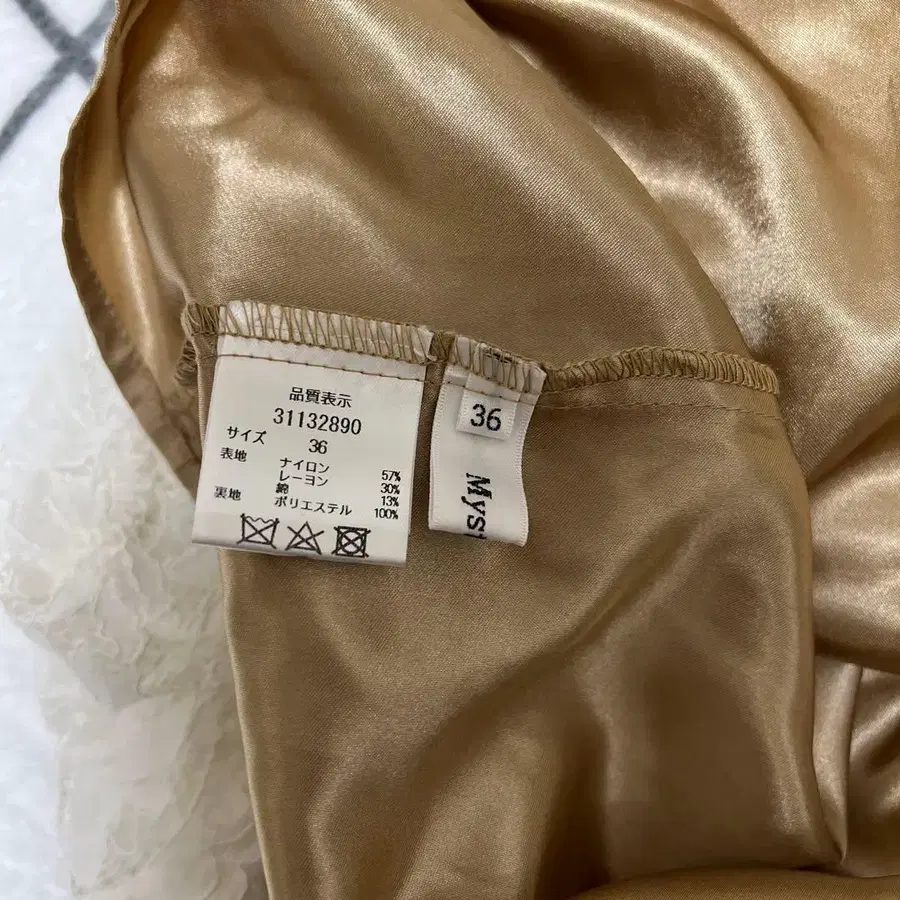 品質表示
31132890
サイズ 36
表地 ナイロン 57%
レーヨン 30%
綿 13%
裏地 ポリエステル 100%
36
Myst